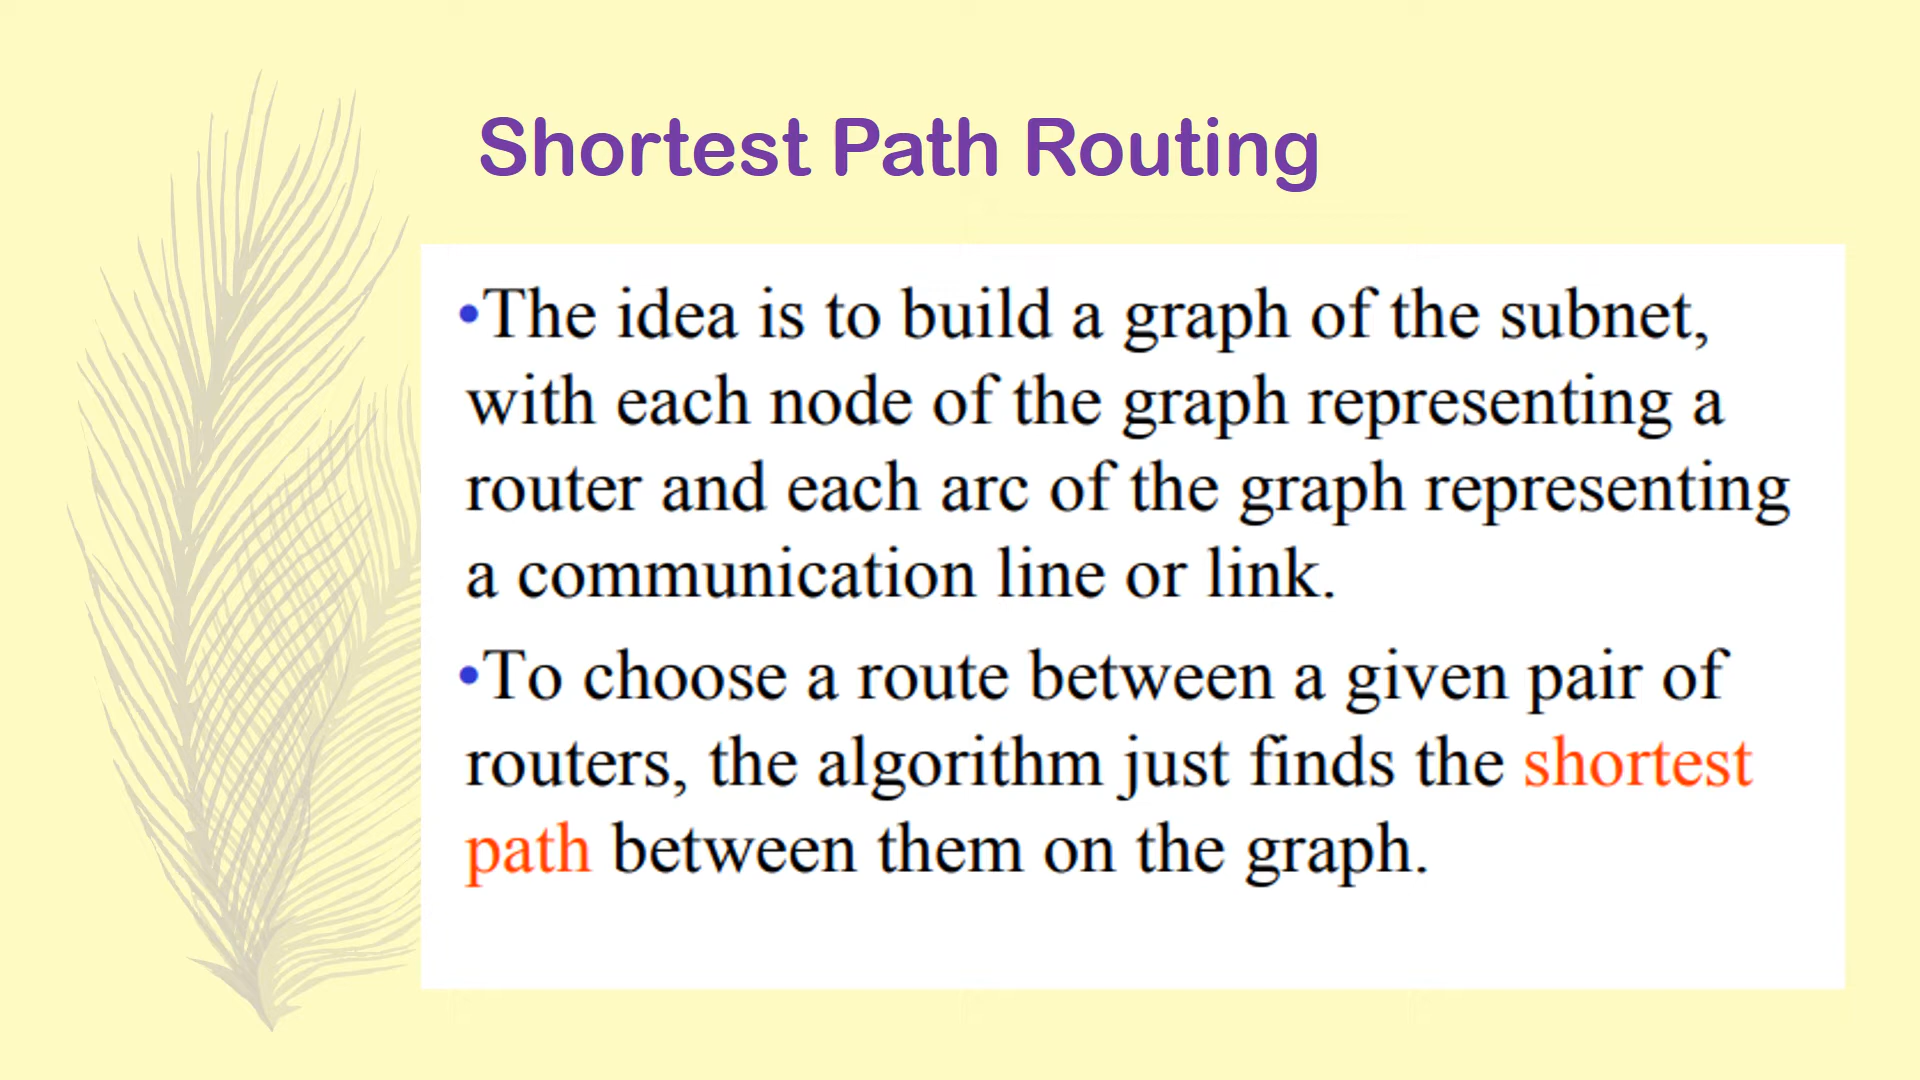 Shortest Path Routing
•The idea is to build a graph of the subnet,
with each node of the graph representing a
router and each arc of the graph representing
a communication line or link.
•To choose a route between a given pair of
routers, the algorithm just finds the shortest
path between them on the graph.